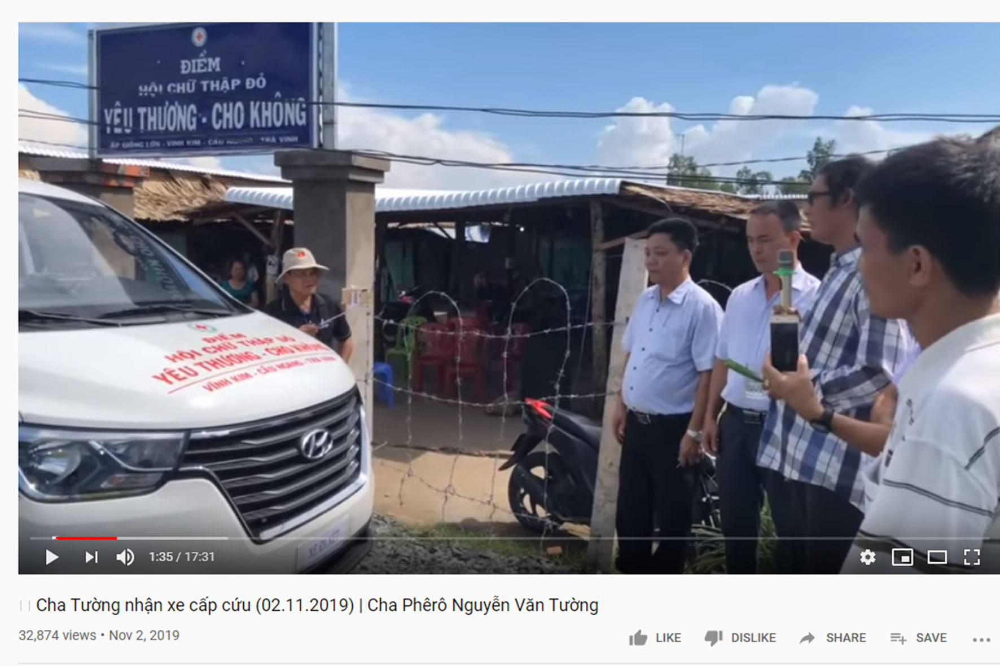 ĐIỂM
HỘI CHỮ THẬP ĐỎ
YÊU THƯƠNG - CHO KHÔNG
ẤP GIỒNG LỚN - VINH KIM - CẦU NGANG - TRÀ VINH
CHO KHÔNG
ĐIỂM
HỘI CHỮ THẬP ĐỎ
YÊU THƯƠNG - CHO KHÔNG
VĨNH KIM - CẦU NGANG - TRÀ VINH
1:35 / 17:31
Cha Tường nhận xe cấp cứu (02.11.2019) | Cha Phêrô Nguyễn Văn Tường
32,874 views • Nov 2, 2019
LIKE DISLIKE SHARE SAVE